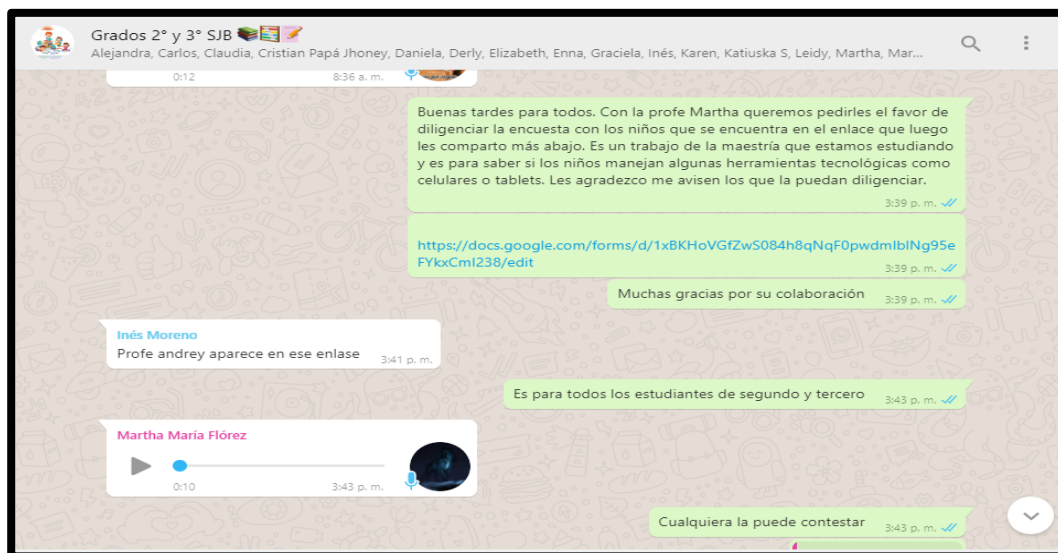 Grados 2° y 3° SJB
Alejandra, Carlos, Claudia, Cristian Papá Jhoney, Daniela, Derly, Elizabeth, Enna, Graciela, Inés, Karen, Katiuska S, Leidy, Martha, Mar...
0:12 8:36 a. m.
Buenas tardes para todos. Con la profe Martha queremos pedirles el favor de
diligenciar la encuesta con los niños que se encuentra en el enlace que luego
les comparto más abajo. Es un trabajo de la maestría que estamos estudiando
y es para saber si los niños manejan algunas herramientas tecnológicas como
celulares o tablets. Les agradezco me avisen los que la puedan diligenciar.
3:39 p. m.
https://docs.google.com/forms/d/1xBKHoVGfZwS084h8qNqF0pwdmIbINg95e
FYkxCmI238/edit
3:39 p. m.
Muchas gracias por su colaboración 3:39 p. m.
Inés Moreno
Profe andrey aparece en ese enlase 3:41 p. m.
Es para todos los estudiantes de segundo y tercero 3:43 p. m.
Martha María Flórez
0:10 3:43 p. m.
Cualquiera la puede contestar 3:43 p. m.